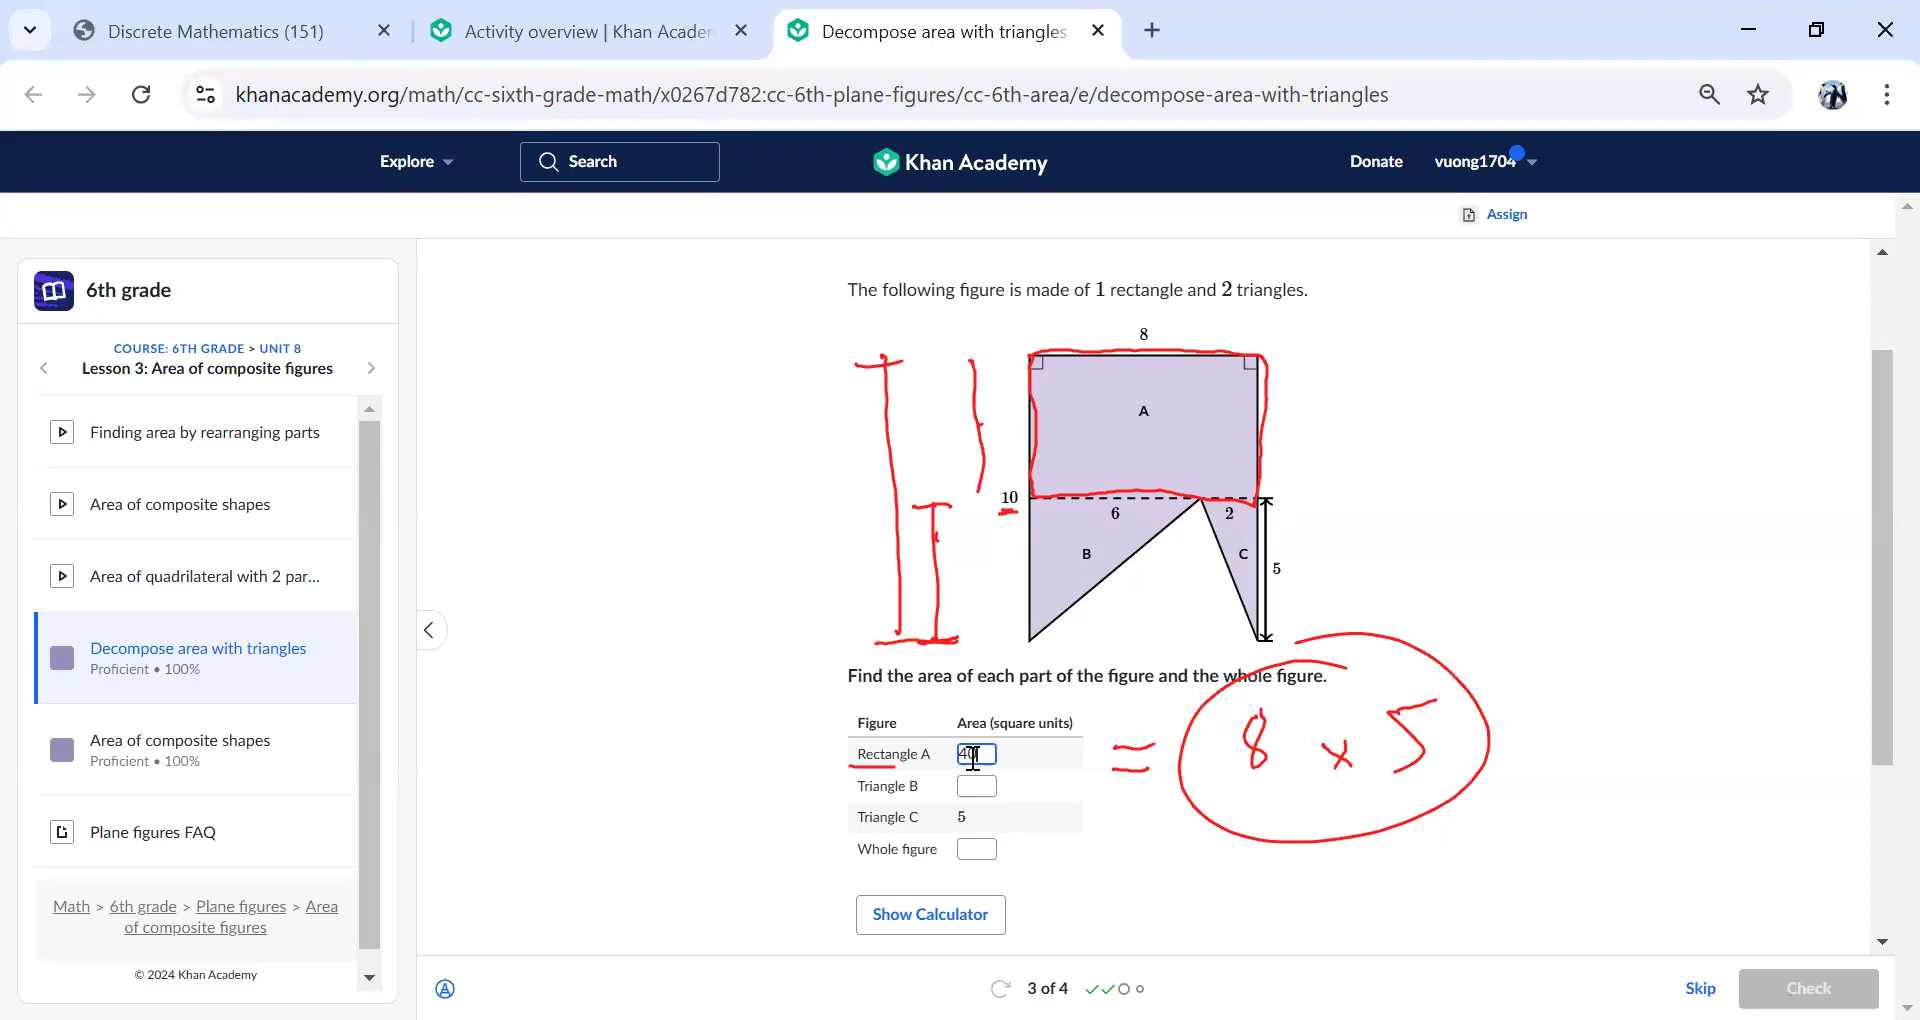 Discrete Mathematics (151)
Activity overview | Khan Academ
Decompose area with triangles
khanacademy.org/math/cc-sixth-grade-math/x0267d782:cc-6th-plane-figures/cc-6th-area/e/decompose-area-with-triangles
Explore
Search
Khan Academy
Donate
vuong1704
Assign
6th grade
COURSE: 6TH GRADE > UNIT 8
Lesson 3: Area of composite figures
Finding area by rearranging parts
Area of composite shapes
Area of quadrilateral with 2 par...
Decompose area with triangles
Proficient • 100%
Area of composite shapes
Proficient • 100%
Plane figures FAQ
Math > 6th grade > Plane figures > Area
of composite figures
© 2024 Khan Academy
The following figure is made of 1 rectangle and 2 triangles.
8
A
10
6
2
B
C
5
Find the area of each part of the figure and the whole figure.
Figure Area (square units)
Rectangle A 40 = 8 x 5
Triangle B
Triangle C 5
Whole figure
Show Calculator
3 of 4
Skip
Check